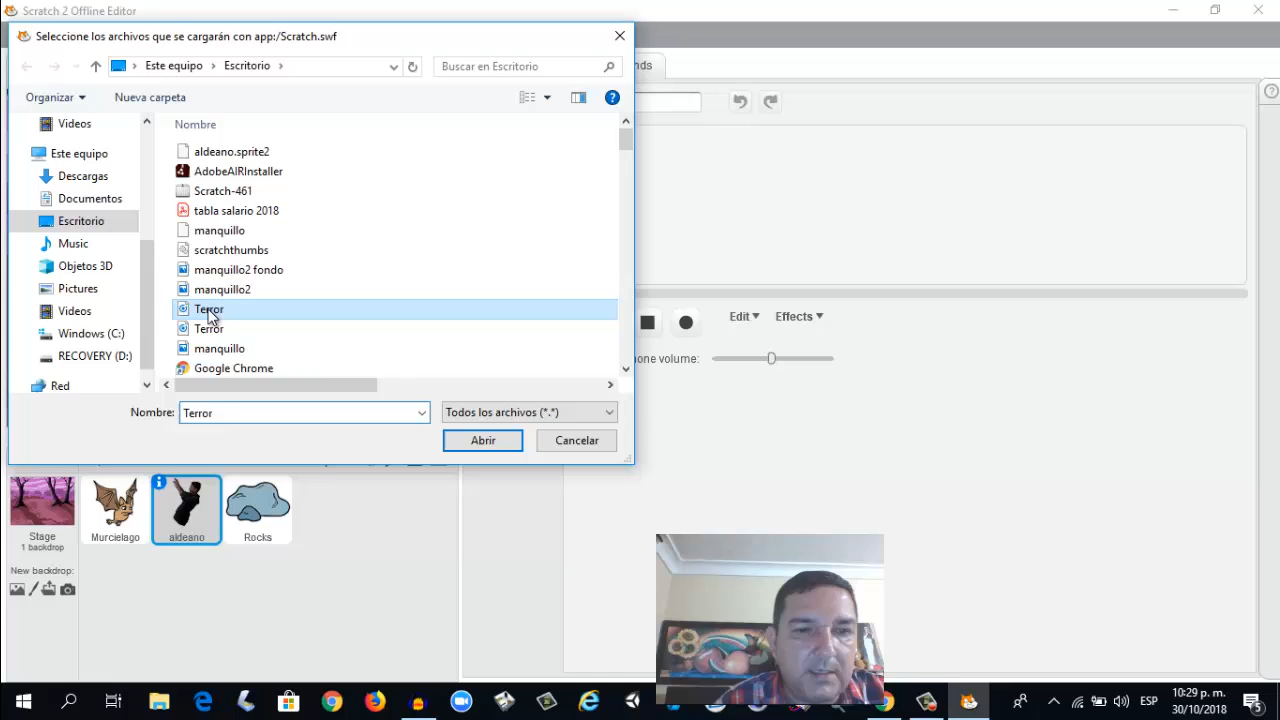 Scratch 2 Offline Editor
Seleccione los archivos que se cargarán con app:/Scratch.swf
Este equipo
Escritorio
Buscar en Escritorio
Organizar
Nueva carpeta
Videos
Este equipo
Descargas
Documentos
Escritorio
Music
Objetos 3D
Pictures
Videos
Windows (C:)
RECOVERY (D:)
Red
Nombre
aldeano.sprite2
AdobeAIRInstaller
Scratch-461
tabla salario 2018
manquillo
scratchthumbs
manquillo2 fondo
manquillo2
Terror
Terror
manquillo
Google Chrome
Nombre:
Terror
Todos los archivos (*.*)
Abrir
Cancelar
nds
Edit
Effects
one volume:
Stage
1 backdrop
New backdrop:
Murcielago
aldeano
Rocks
ESP
10:29 p. m.
30/10/2018
5